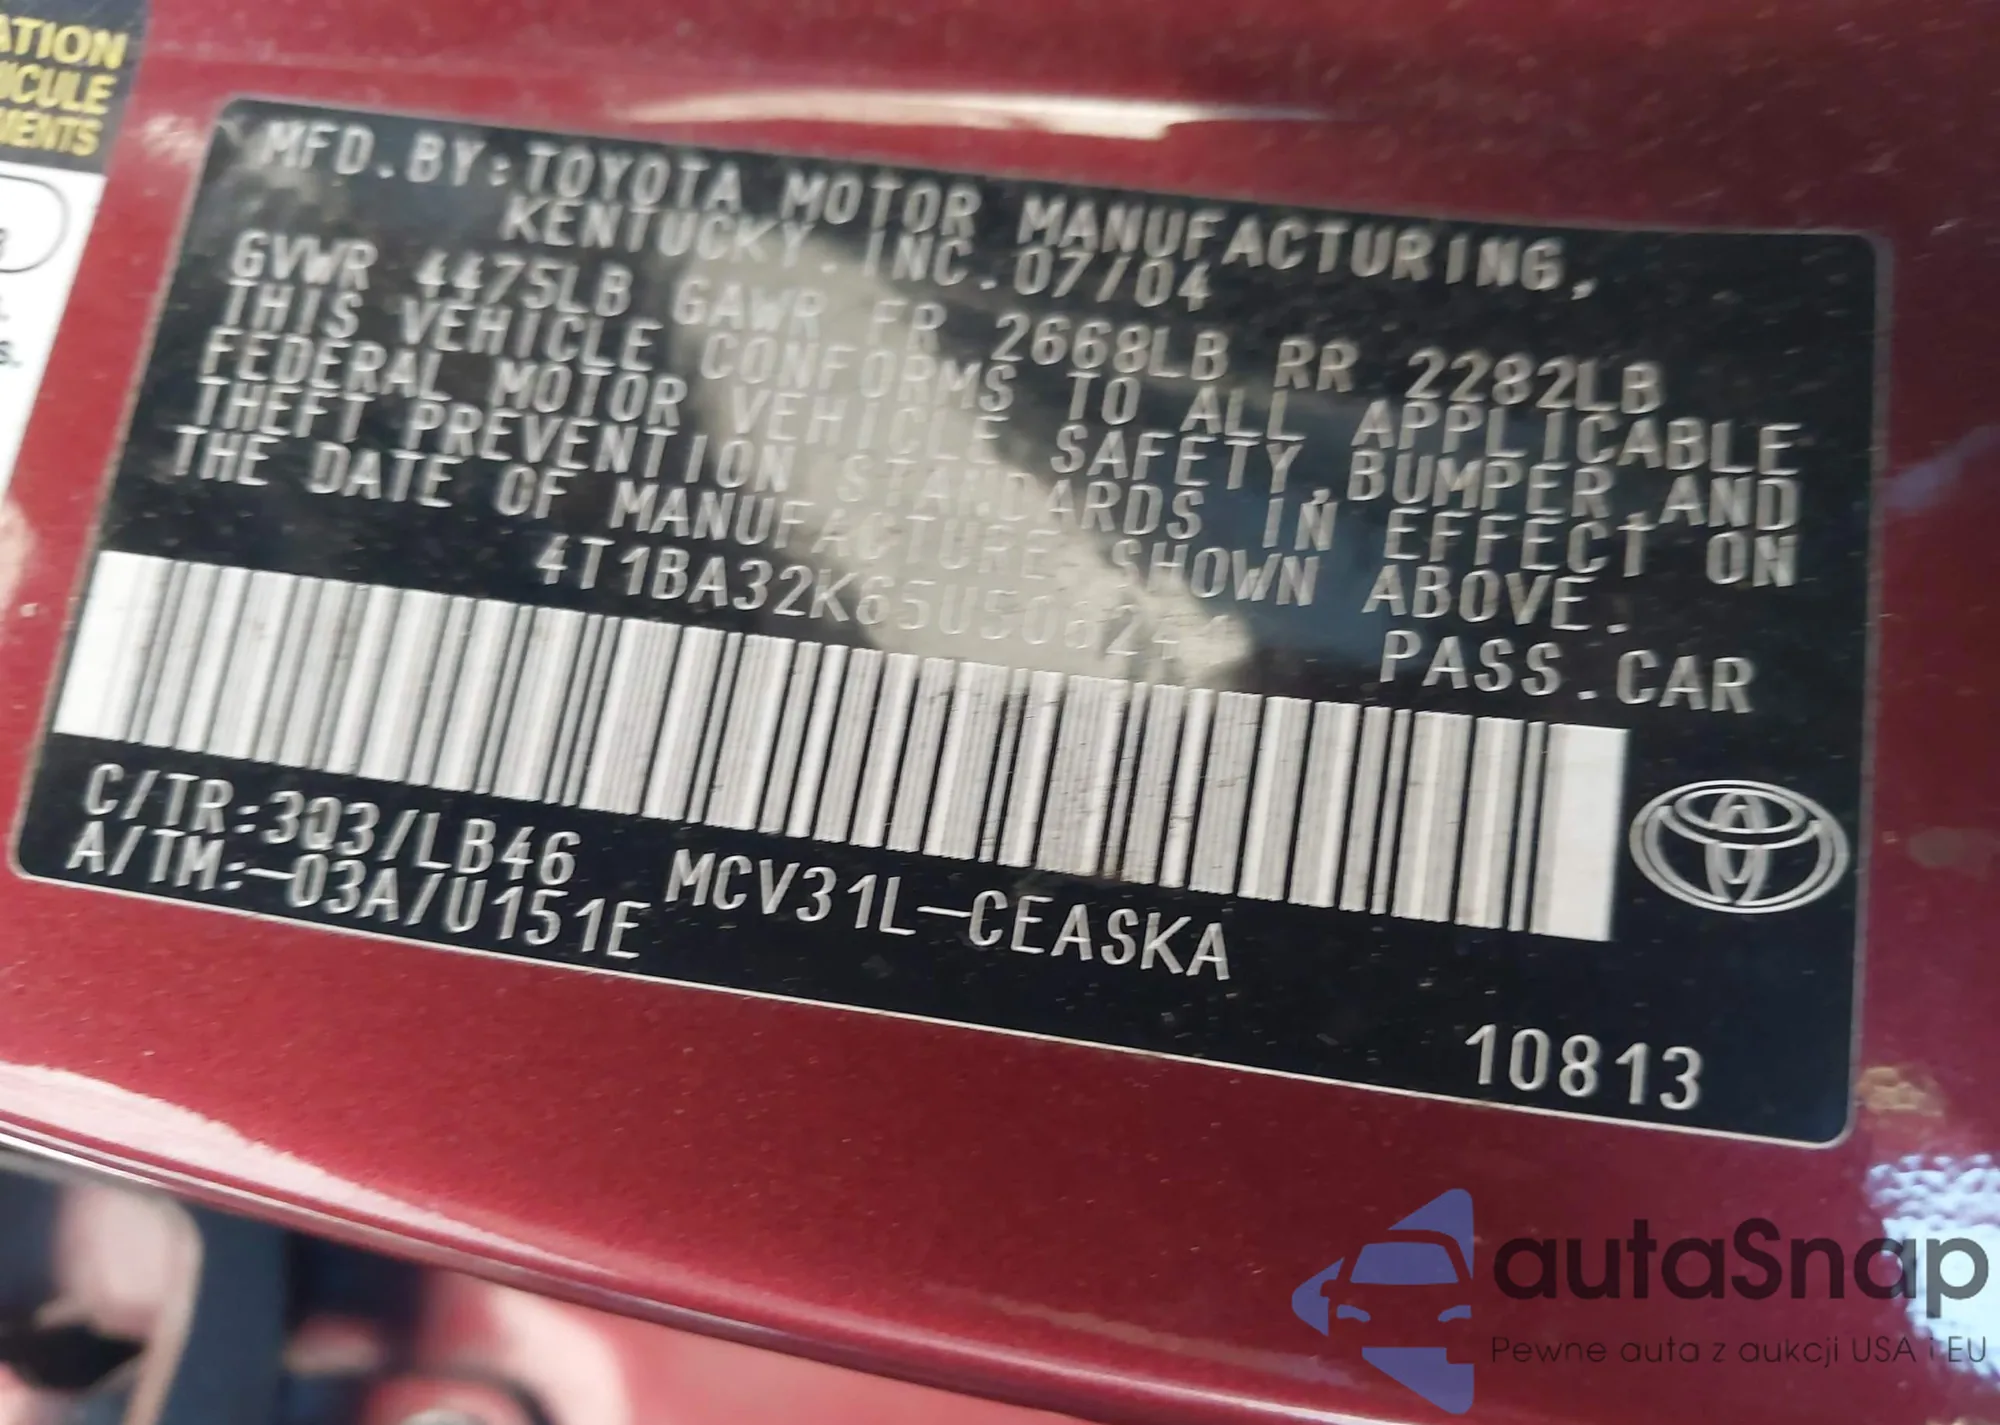 ATION
ICULE
MENTS
MFD.BY:TOYOTA MOTOR MANUFACTURING,
KENTUCKY.INC.07/04
GVWR 4475LB GAWR FR 2668LB RR 2282LB
THIS VEHICLE CONFORMS TO ALL APPLICABLE
FEDERAL MOTOR VEHICLE SAFETY,BUMPER AND
THEFT PREVENTION STANDARDS IN EFFECT ON
THE DATE OF MANUFACTURE SHOWN ABOVE.
PASS.CAR
C/TR:3Q3/LB46 MCV31L-CEASKA
A/TM:-03A/U151E
10813
autaSnap
Pewne auta z aukcji USA i EU